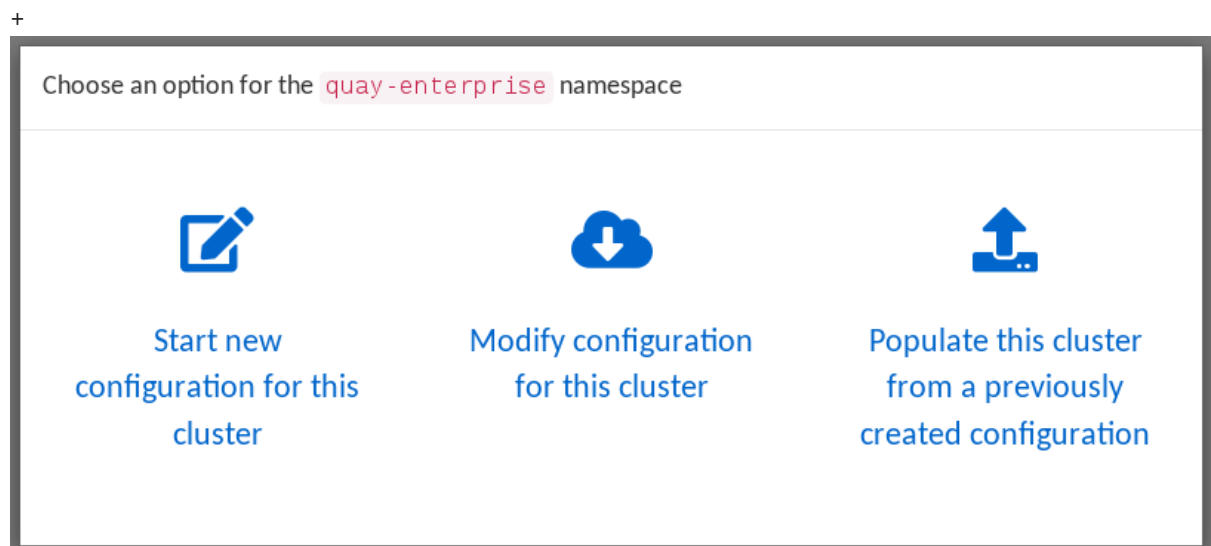 +
Choose an option for the quay-enterprise namespace
Start new
configuration for this
cluster
Modify configuration
for this cluster
Populate this cluster
from a previously
created configuration